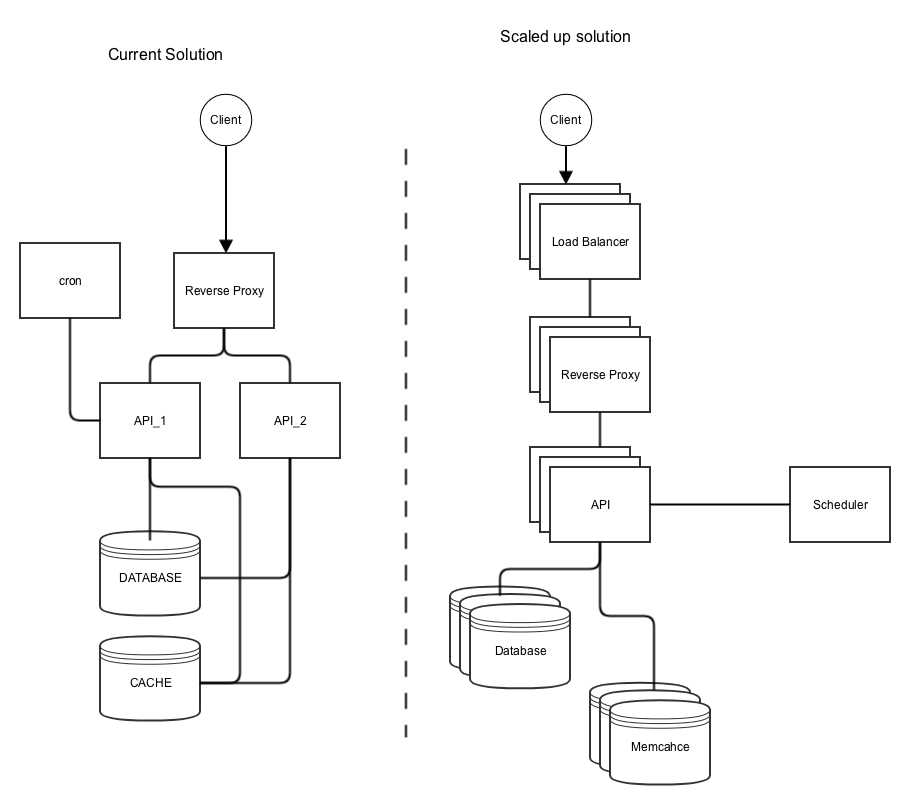 Current Solution
Client
cron
Reverse Proxy
API_1
API_2
DATABASE
CACHE
Scaled up solution
Client
Load Balancer
Reverse Proxy
API
Scheduler
Database
Memcahce